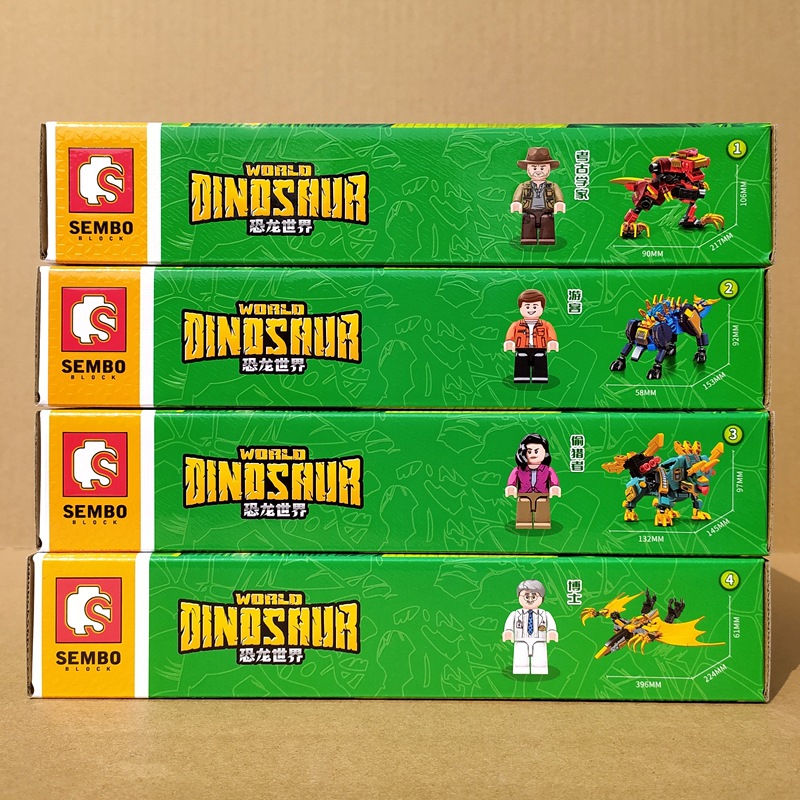 SEMBO
BLOCK
WORLD
DINOSAUR
恐龙世界
考古学家
1
106MM
90MM
217MM
SEMBO
BLOCK
WORLD
DINOSAUR
恐龙世界
游客
2
92MM
58MM
153MM
SEMBO
BLOCK
WORLD
DINOSAUR
恐龙世界
偷猎者
3
97MM
132MM
145MM
SEMBO
BLOCK
WORLD
DINOSAUR
恐龙世界
博士
4
61MM
396MM
224MM